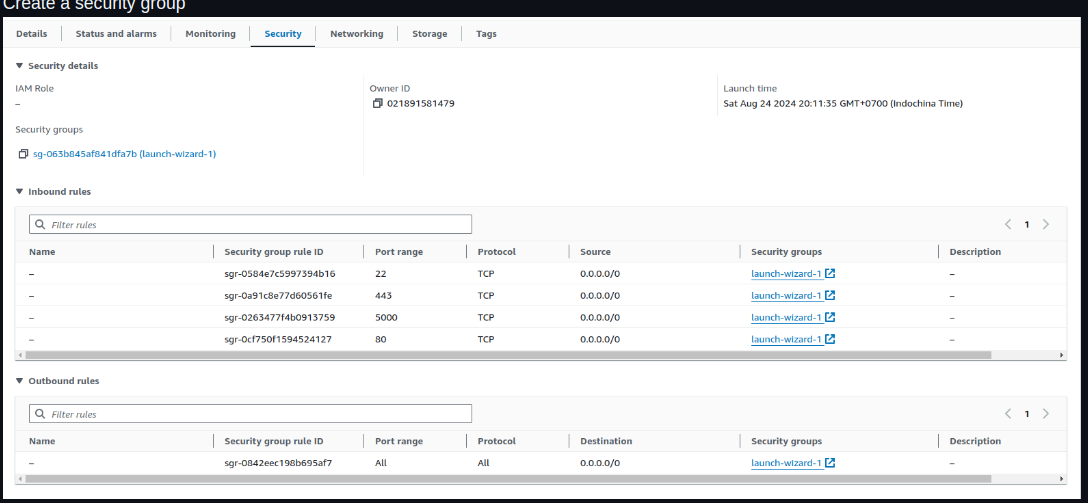 Create a security group
Details Status and alarms Monitoring Security Networking Storage Tags
Security details
IAM Role Owner ID Launch time
– 021891581479 Sat Aug 24 2024 20:11:35 GMT+0700 (Indochina Time)
Security groups
sg-063b845af841dfa7b (launch-wizard-1)
Inbound rules
Filter rules 1
Name Security group rule ID Port range Protocol Source Security groups Description
– sgr-0584e7c5997394b16 22 TCP 0.0.0.0/0 launch-wizard-1 –
– sgr-0a91c8e77d60561fe 443 TCP 0.0.0.0/0 launch-wizard-1 –
– sgr-0263477f4b0913759 5000 TCP 0.0.0.0/0 launch-wizard-1 –
– sgr-0cf750f1594524127 80 TCP 0.0.0.0/0 launch-wizard-1 –
Outbound rules
Filter rules 1
Name Security group rule ID Port range Protocol Destination Security groups Description
– sgr-0842eec198b695af7 All All 0.0.0.0/0 launch-wizard-1 –